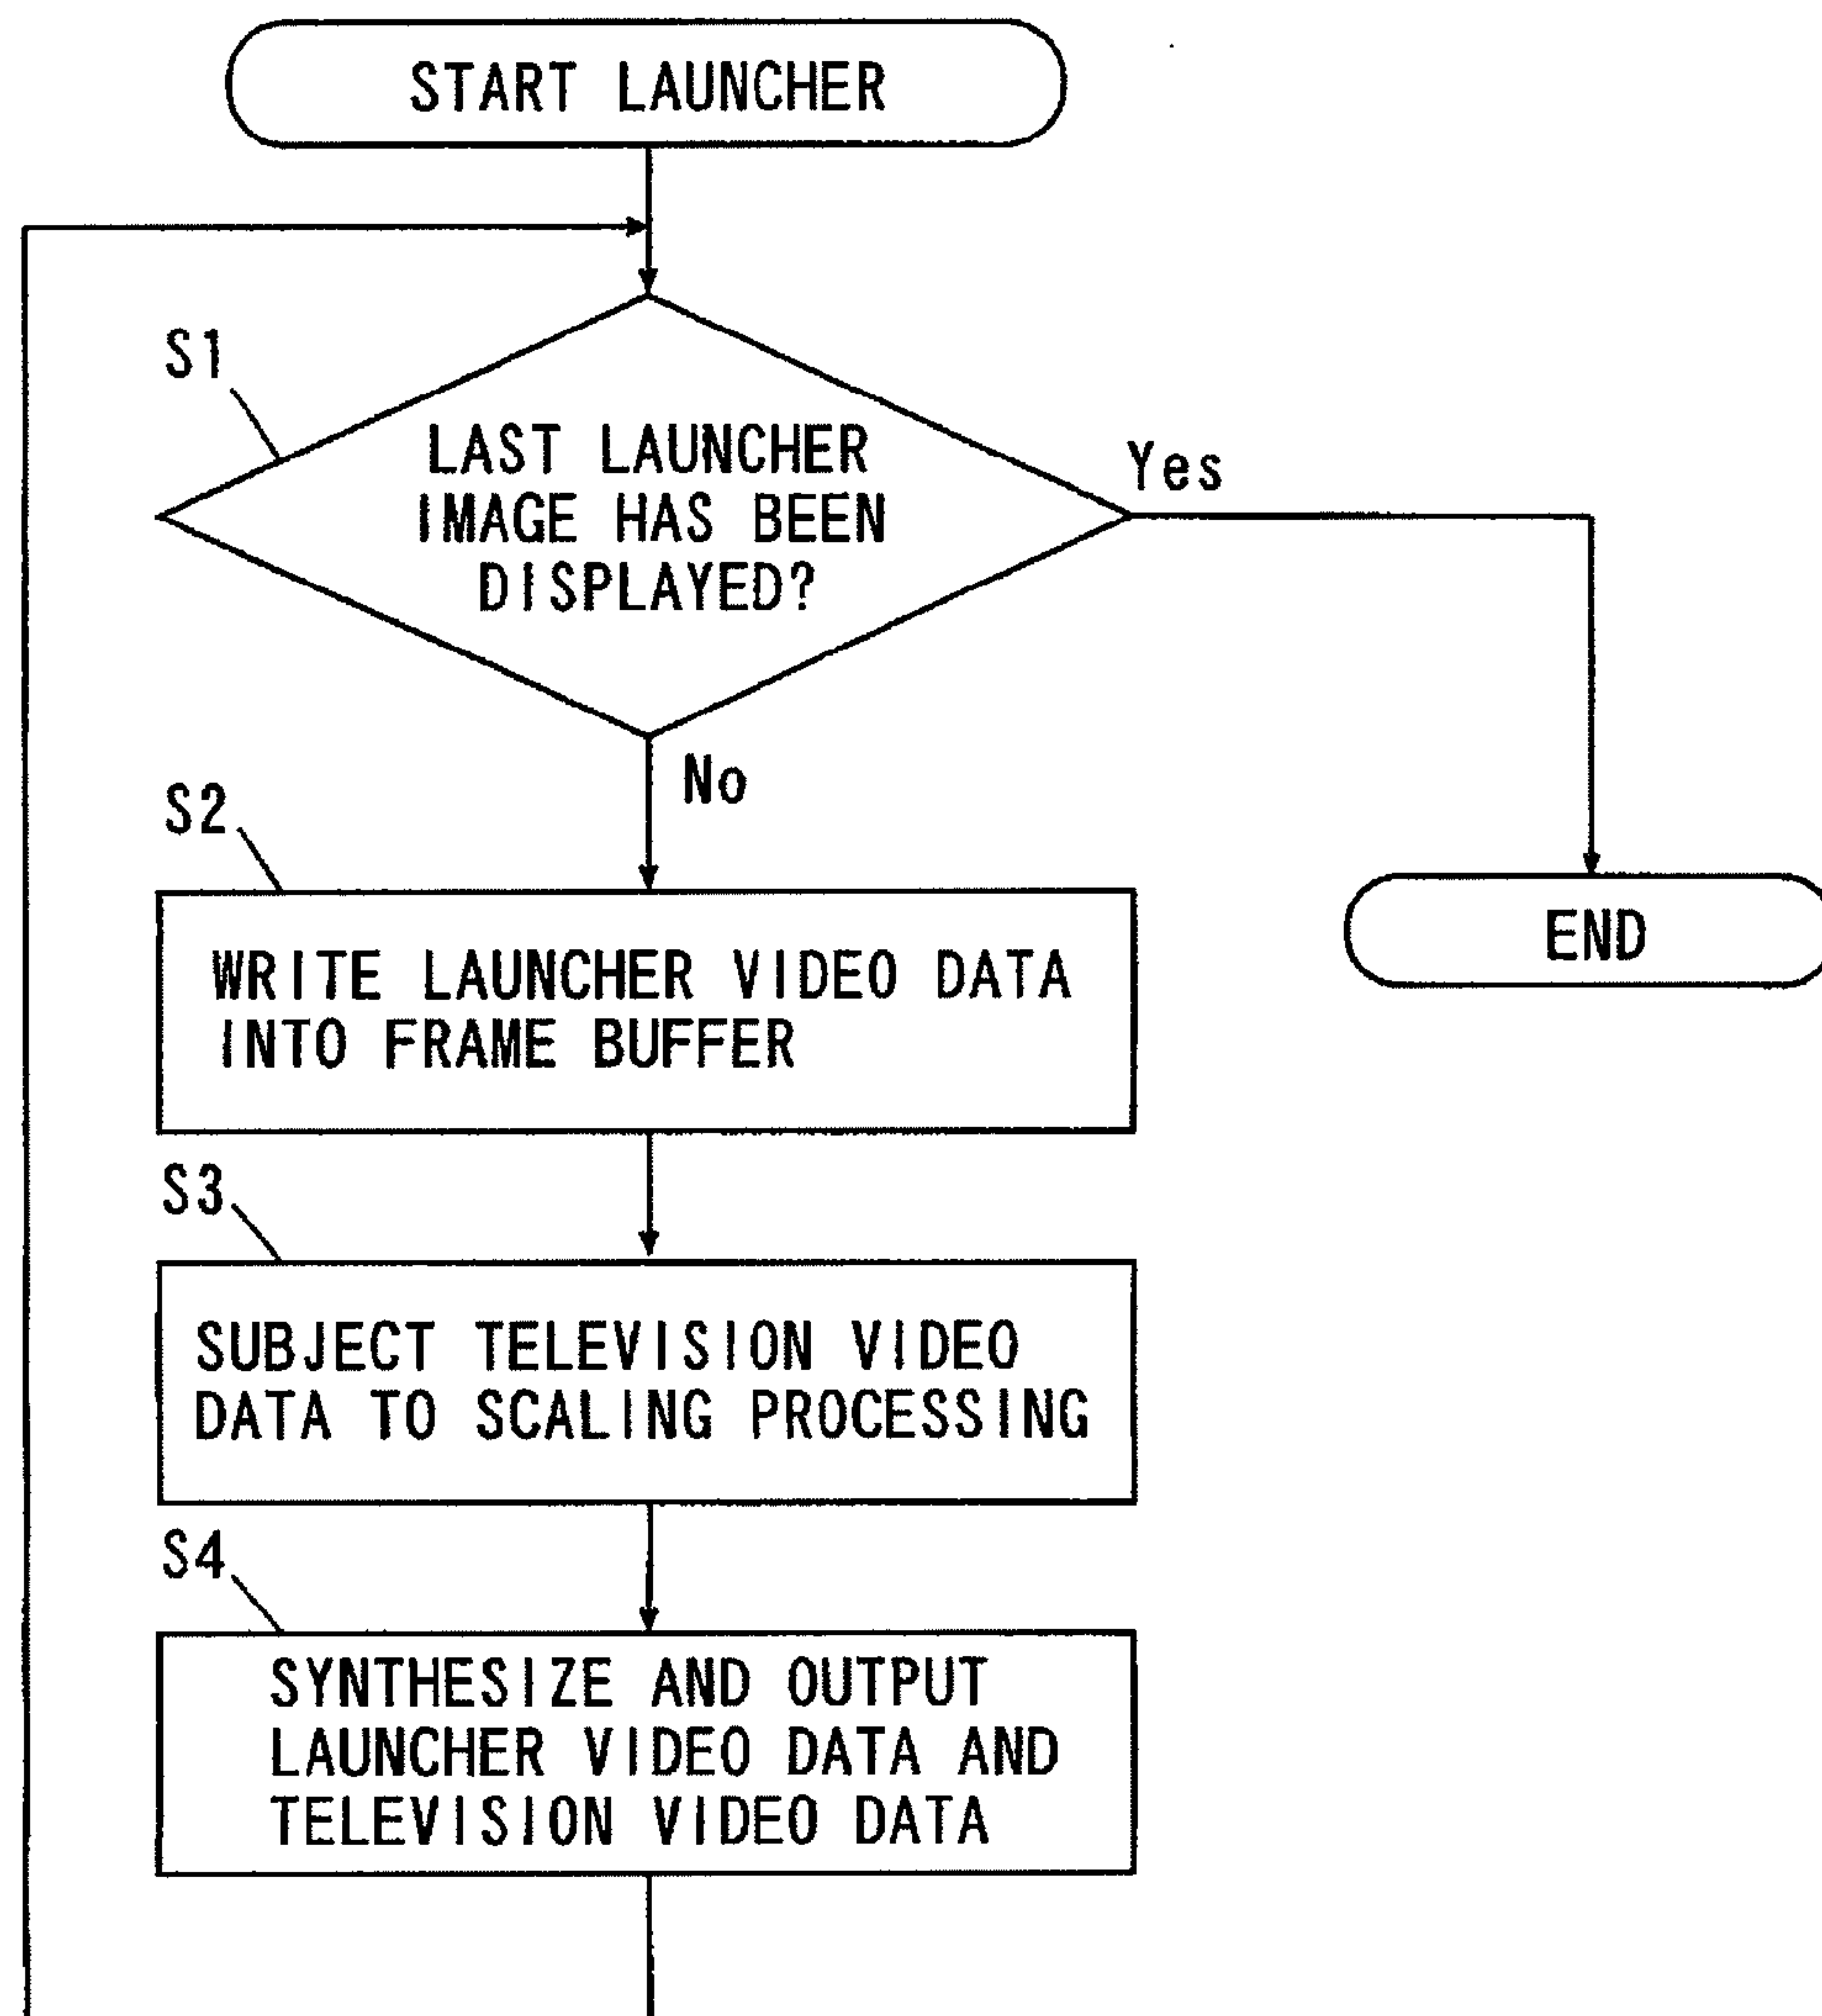 START LAUNCHER
S1
LAST LAUNCHER
IMAGE HAS BEEN
DISPLAYED?
Yes
No
S2
WRITE LAUNCHER VIDEO DATA
INTO FRAME BUFFER
END
S3
SUBJECT TELEVISION VIDEO
DATA TO SCALING PROCESSING
S4
SYNTHESIZE AND OUTPUT
LAUNCHER VIDEO DATA AND
TELEVISION VIDEO DATA